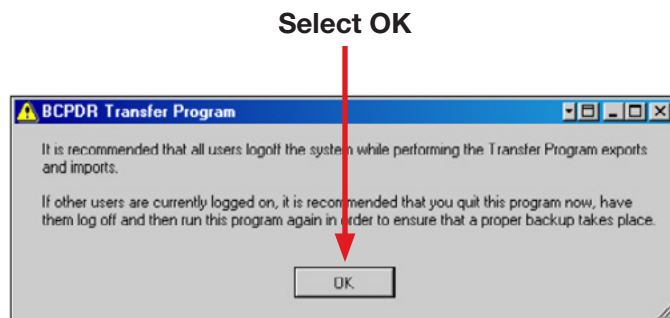 Select OK
BCPDR Transfer Program
It is recommended that all users logoff the system while performing the Transfer Program exports
and imports.
If other users are currently logged on, it is recommended that you quit this program now, have
them log off and then run this program again in order to ensure that a proper backup takes place.
OK